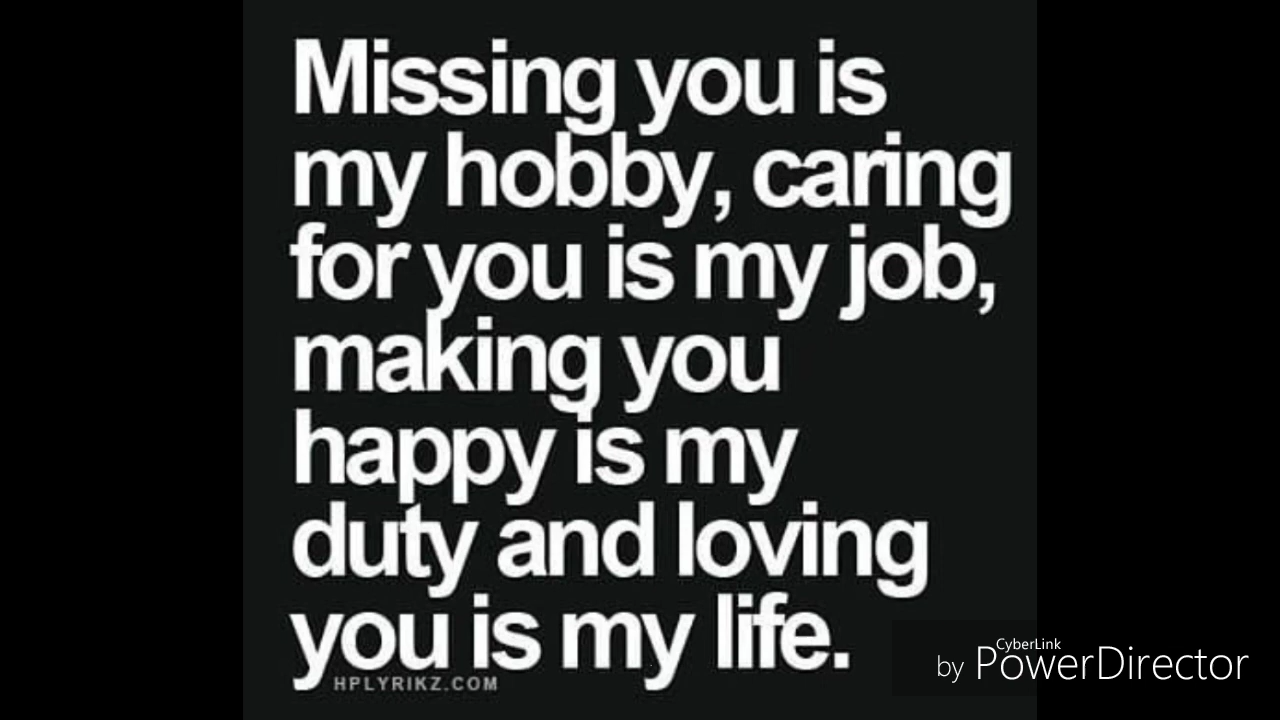 Missing you is
my hobby, caring
for you is my job,
making you
happy is my
duty and loving
you is my life.
HPLYRIKZ.COM
CyberLink
by PowerDirector